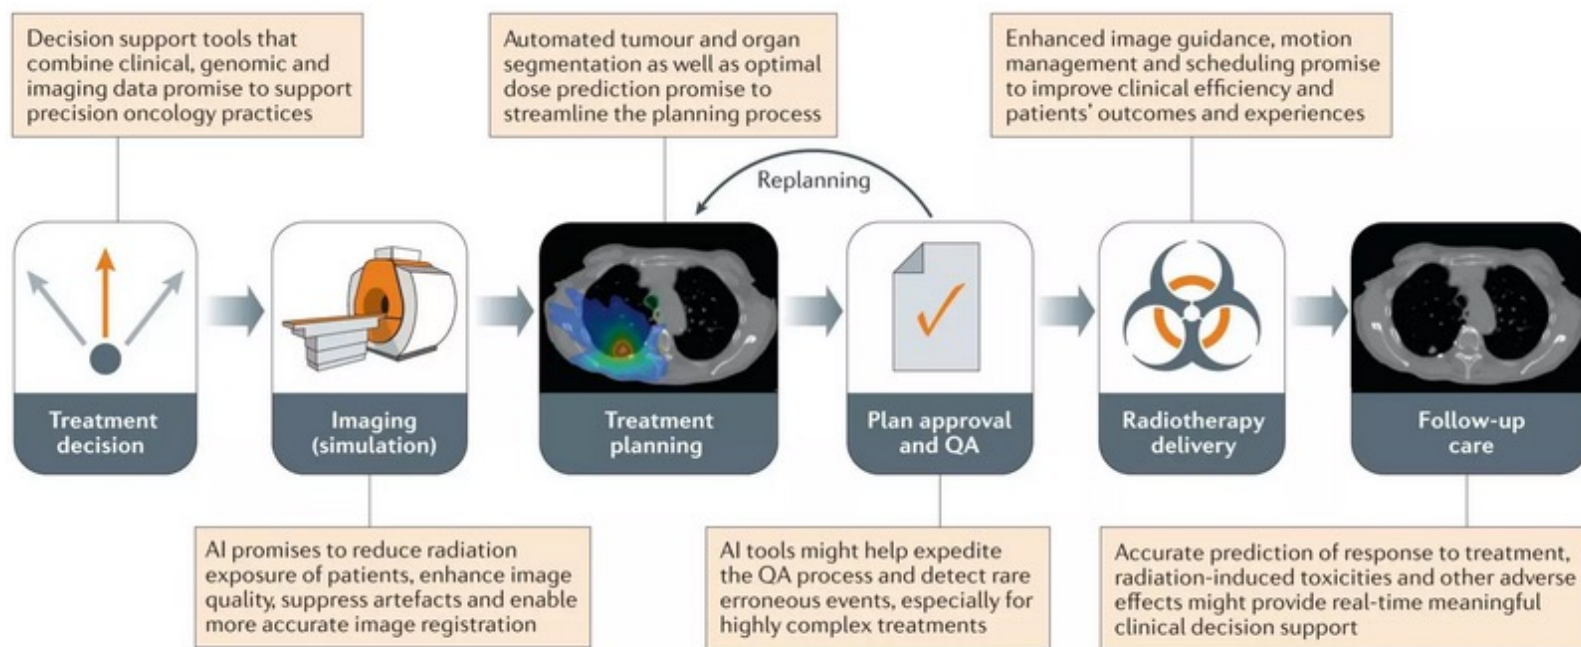 Decision support tools that
combine clinical, genomic and
imaging data promise to support
precision oncology practices
Automated tumour and organ
segmentation as well as optimal
dose prediction promise to
streamline the planning process
Enhanced image guidance, motion
management and scheduling promise
to improve clinical efficiency and
patients' outcomes and experiences
Replanning
Treatment
decision
Imaging
(simulation)
Treatment
planning
Plan approval
and QA
Radiotherapy
delivery
Follow-up
care
AI promises to reduce radiation
exposure of patients, enhance image
quality, suppress artefacts and enable
more accurate image registration
AI tools might help expedite
the QA process and detect rare
erroneous events, especially for
highly complex treatments
Accurate prediction of response to treatment,
radiation-induced toxicities and other adverse
effects might provide real-time meaningful
clinical decision support